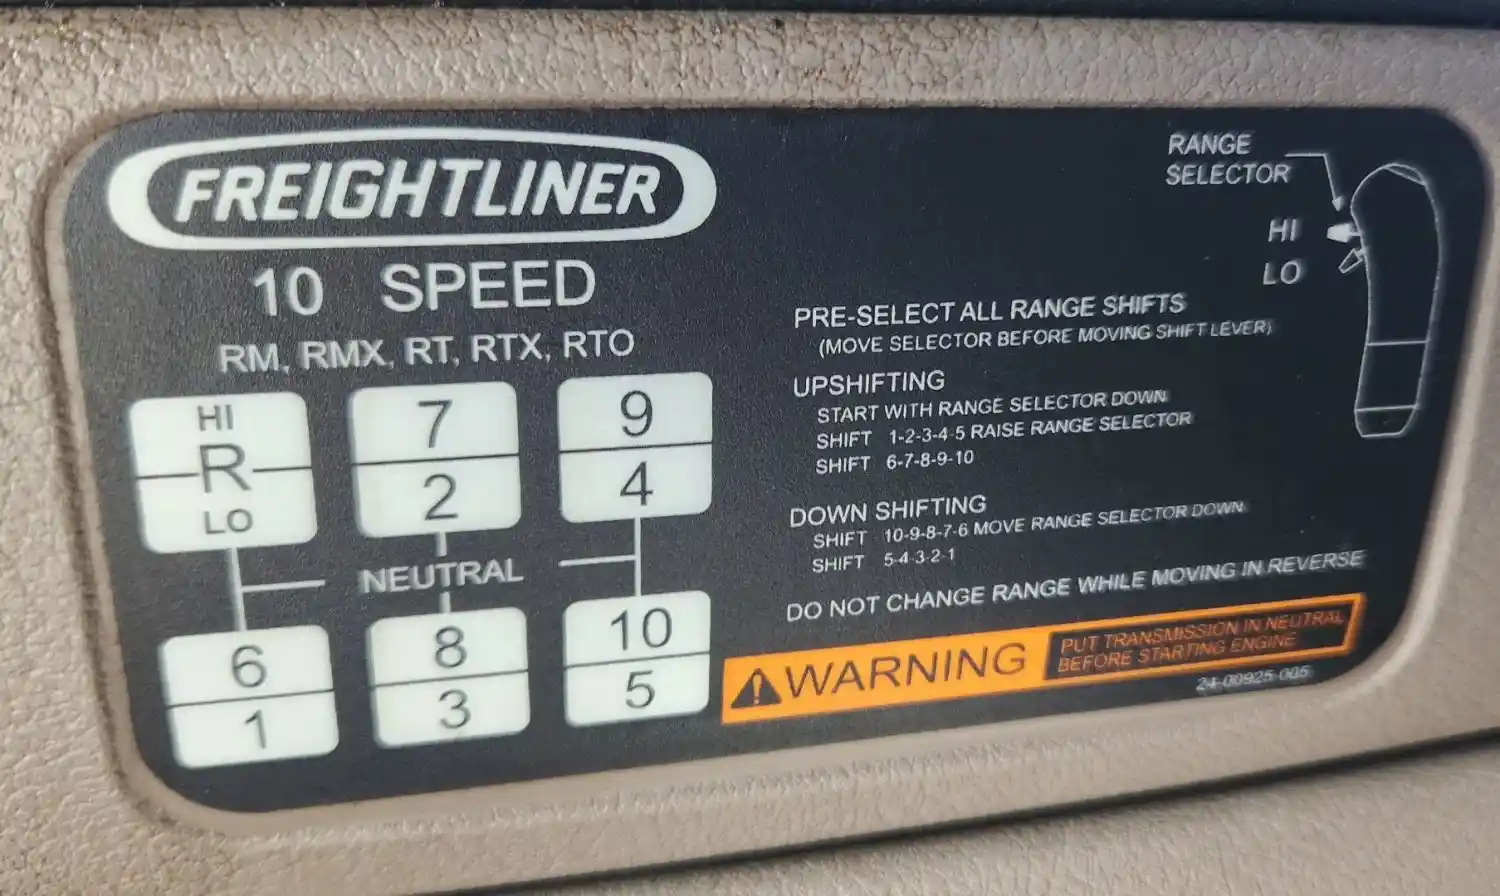 FREIGHTLINER
10 SPEED
RM, RMX, RT, RTX, RTO
HI
R
LO
7
2
9
4
NEUTRAL
6
1
8
3
10
5
RANGE
SELECTOR
HI
LO
PRE-SELECT ALL RANGE SHIFTS
(MOVE SELECTOR BEFORE MOVING SHIFT LEVER)
UPSHIFTING
START WITH RANGE SELECTOR DOWN
SHIFT 1-2-3-4-5 RAISE RANGE SELECTOR
SHIFT 6-7-8-9-10
DOWN SHIFTING
SHIFT 10-9-8-7-6 MOVE RANGE SELECTOR DOWN
SHIFT 5-4-3-2-1
DO NOT CHANGE RANGE WHILE MOVING IN REVERSE
WARNING
PUT TRANSMISSION IN NEUTRAL
BEFORE STARTING ENGINE
24-00925-005